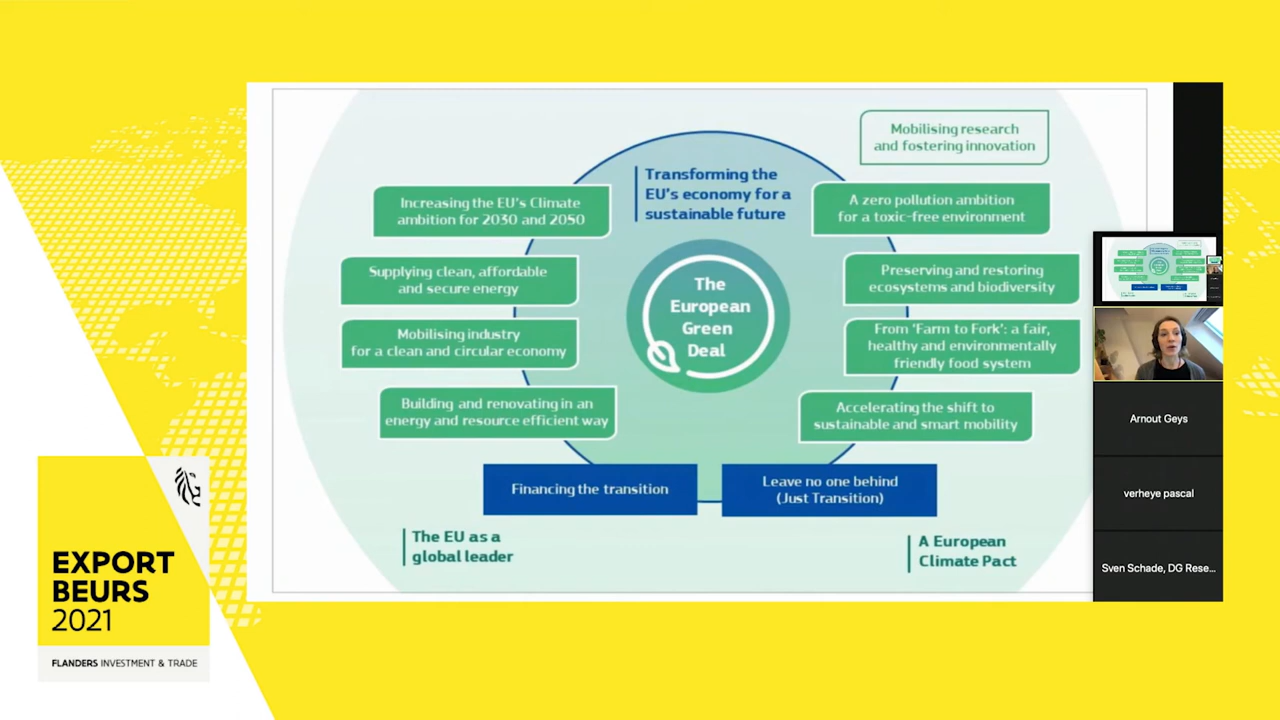 Mobilising research
and fostering innovation
Transforming the
EU's economy for a
sustainable future
Increasing the EU's Climate
ambition for 2030 and 2050
A zero pollution ambition
for a toxic-free environment
Supplying clean, affordable
and secure energy
Preserving and restoring
ecosystems and biodiversity
The
European
Green
Deal
Mobilising industry
for a clean and circular economy
From 'Farm to Fork': a fair,
healthy and environmentally
friendly food system
Building and renovating in an
energy and resource efficient way
Accelerating the shift to
sustainable and smart mobility
Financing the transition
Leave no one behind
(Just Transition)
The EU as a
global leader
A European
Climate Pact
Arnout Geys
verheye pascal
Sven Schade, DG Rese...
EXPORT
BEURS
2021
FLANDERS INVESTMENT & TRADE